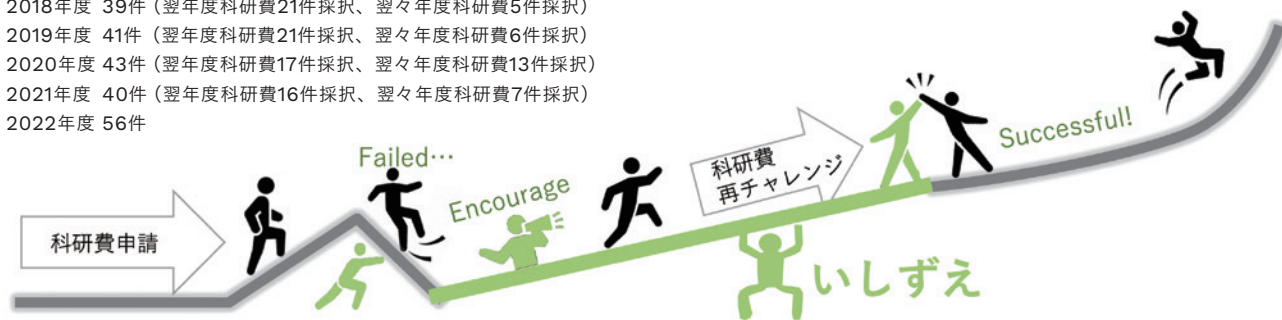 2018年度 39件（翌年度科研費21件採択、翌々年度科研費5件採択）
2019年度 41件（翌年度科研費21件採択、翌々年度科研費6件採択）
2020年度 43件（翌年度科研費17件採択、翌々年度科研費13件採択）
2021年度 40件（翌年度科研費16件採択、翌々年度科研費7件採択）
2022年度 56件
科研費申請
Failed…
Encourage
科研費
再チャレンジ
Successful!
いしずえ